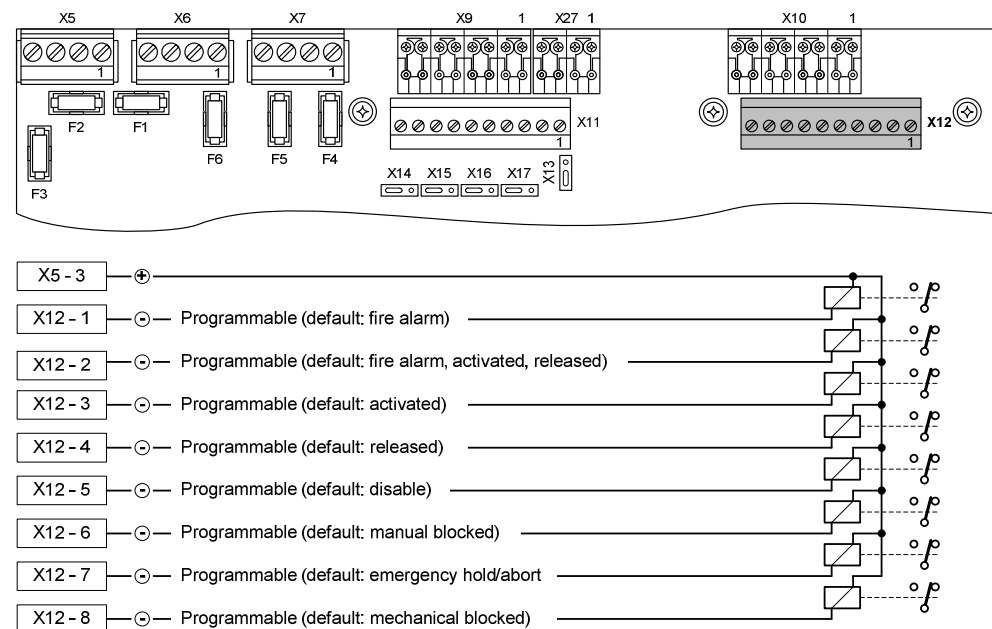 X5 X6 X7 X9 1 X27 1 X10 1
1 1 1
X11 X12
1 1
F2 F1 F6 F5 F4
F3
X14 X15 X16 X17 X13
X5 - 3 + 
X12 - 1 - Programmable (default: fire alarm)
X12 - 2 - Programmable (default: fire alarm, activated, released)
X12 - 3 - Programmable (default: activated)
X12 - 4 - Programmable (default: released)
X12 - 5 - Programmable (default: disable)
X12 - 6 - Programmable (default: manual blocked)
X12 - 7 - Programmable (default: emergency hold/abort
X12 - 8 - Programmable (default: mechanical blocked)